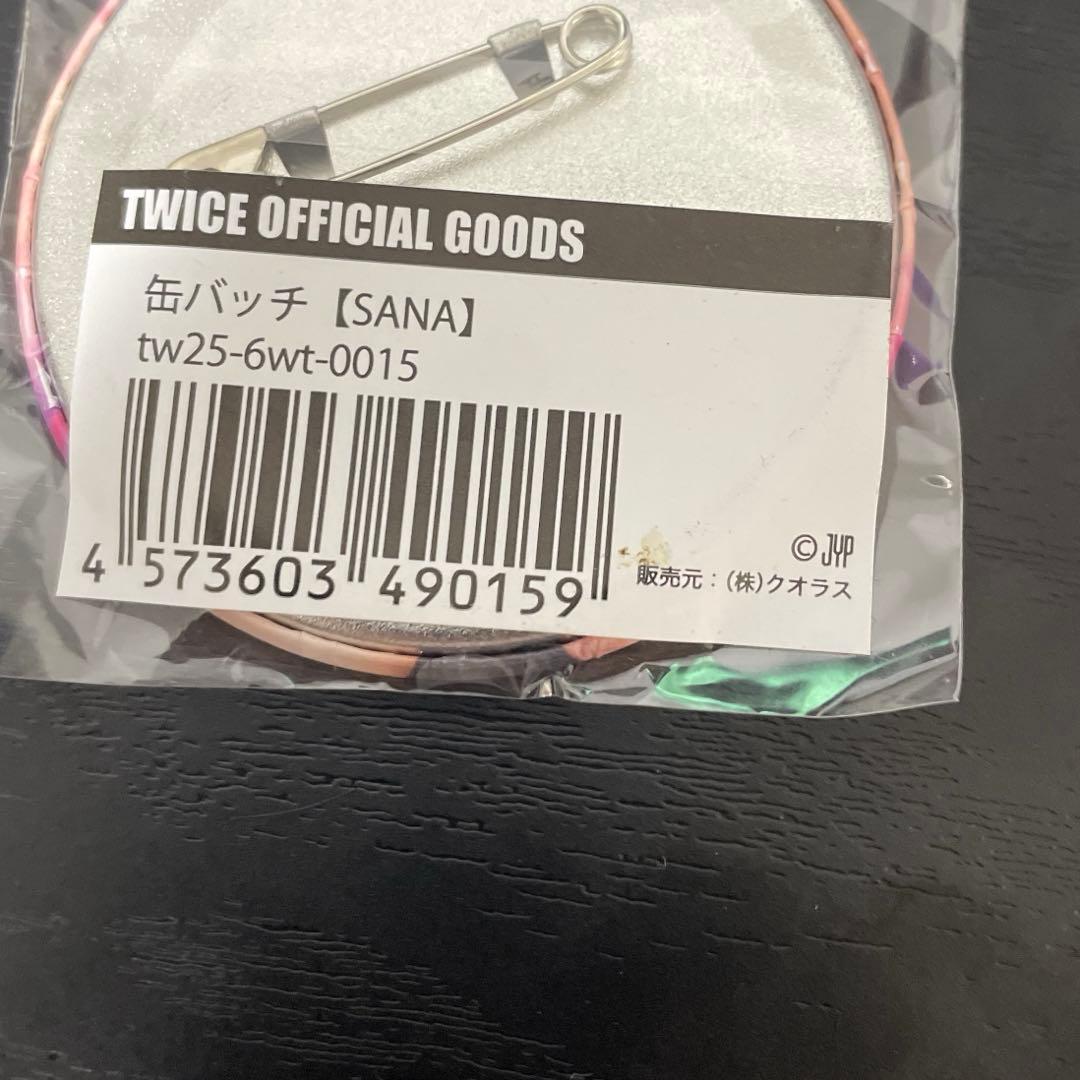 TWICE OFFICIAL GOODS
缶バッチ【SANA】
tw25-6wt-0015
4 573603 490159
© JYP
販売元：(株)クオラス